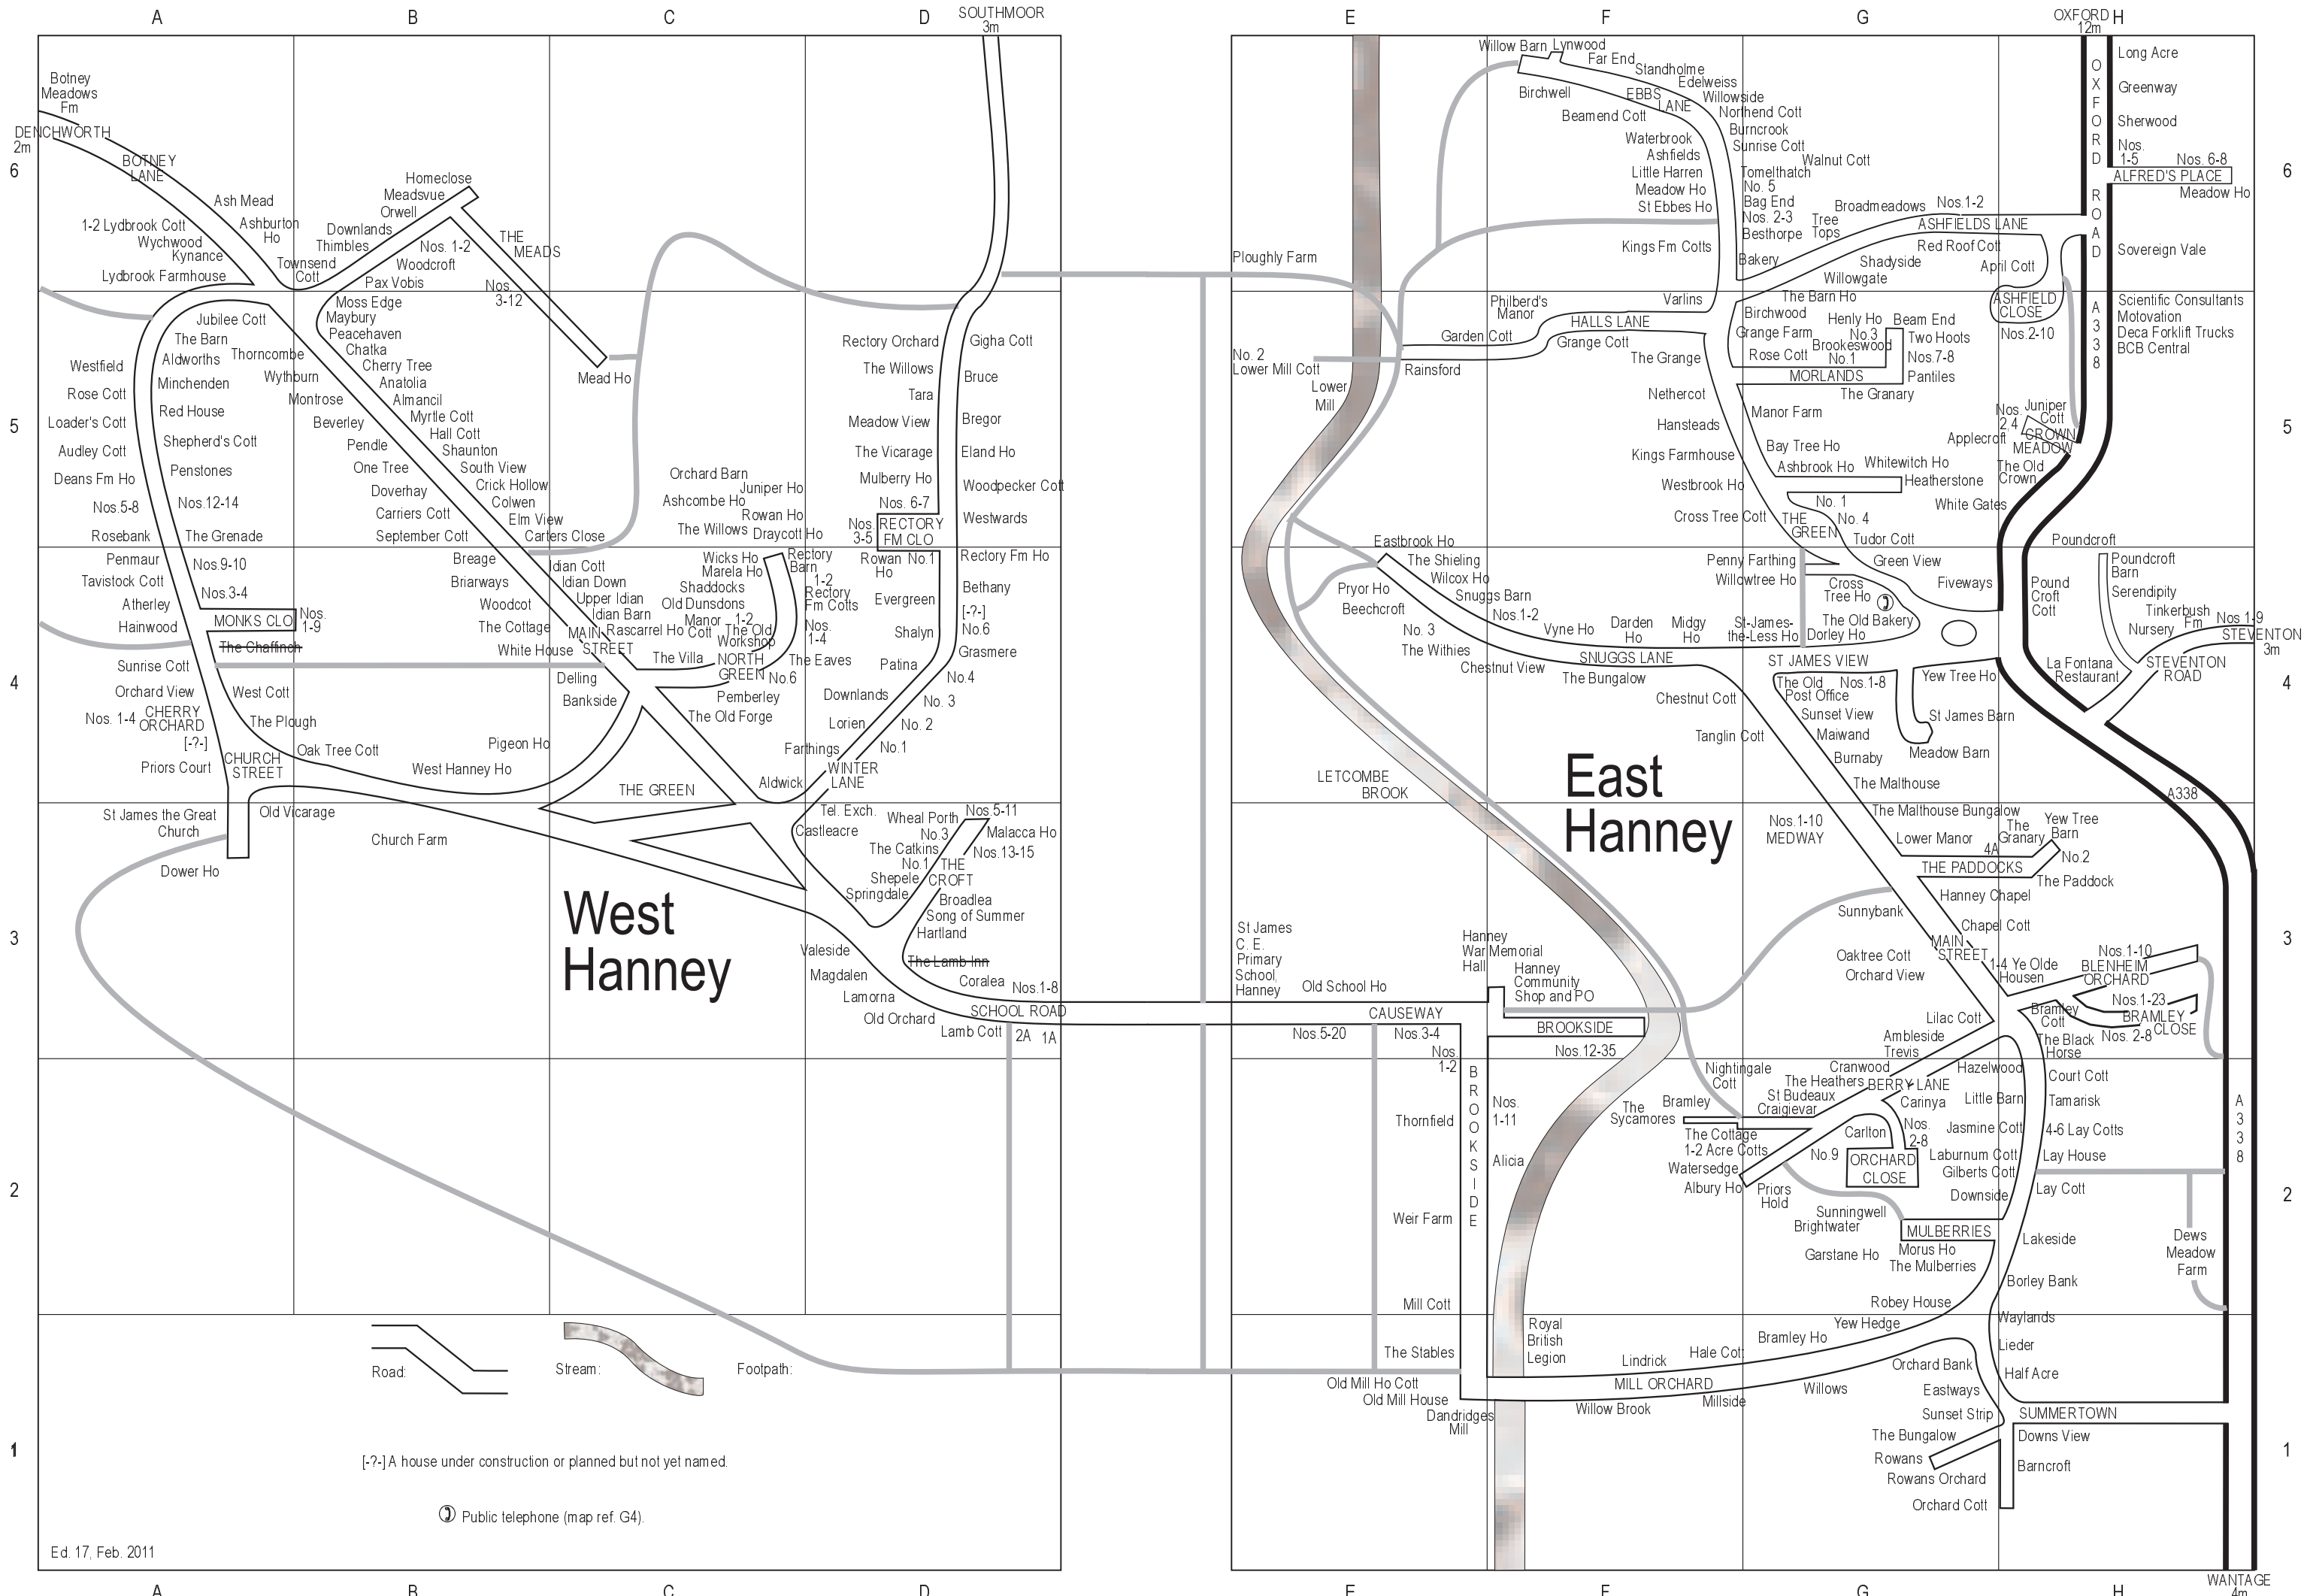 A
B
C
D
SOUTHMOOR
3m
E
F
G
OXFORD
12m
H
6
5
4
3
2
1
Botney
Meadows
Fm
DENCHWORTH
2m
BOTNEY
LANE
Ash Mead
1-2 Lydbrook Cott
Ashburton
Ho
Wychwood
Kynance
Lydbrook Farmhouse
Townsend
Cott
Homeclose
Meadsvue
Orwell
Downlands
Thimbles
Nos. 1-2
Woodcroft
Pax Vobis
THE
MEADS
Nos.
3-12
Mead Ho
Jubilee Cott
The Barn
Aldworths
Thorncombe
Westfield
Minchenden
Wythburn
Rose Cott
Montrose
Red House
Loader's Cott
Beverley
Shepherd's Cott
Audley Cott
Pendle
Penstones
Deans Fm Ho
One Tree
Nos.5-8
Nos.12-14
Doverhay
Carriers Cott
Rosebank
The Grenade
September Cott
Moss Edge
Maybury
Peacehaven
Chatka
Cherry Tree
Anatolia
Almancil
Myrtle Cott
Hall Cott
Shaunton
South View
Crick Hollow
Colwen
Elm View
Carters Close
Orchard Barn
Juniper Ho
Ashcombe Ho
Rowan Ho
The Willows
Draycott Ho
Rectory Orchard
The Willows
Tara
Meadow View
The Vicarage
Mulberry Ho
Nos. 6-7
Nos.
3-5
RECTORY
FM CLO
Gigha Cott
Bruce
Bregor
Eland Ho
Woodpecker Cott
Westwards
Rectory Fm Ho
Penmaur
Nos.9-10
Tavistock Cott
Nos.3-4
Atherley
MONKS CLO
Nos.
1-9
Hainwood
The Chaffinch
Sunrise Cott
Orchard View
West Cott
Nos. 1-4
CHERRY
ORCHARD
[-?-]
The Plough
Priors Court
CHURCH
STREET
Oak Tree Cott
West Hanney Ho
Pigeon Ho
Breage
Briarways
Woodcot
The Cottage
White House
Idian Cott
Idian Down
Upper Idian
Idian Barn
Rascarrel Ho
MAIN
STREET
Delling
Bankside
Wicks Ho
Marela Ho
Shaddocks
Old Dunsdons
Manor
Cott
1-2
The Old
Workshop
The Villa
NORTH
GREEN
No.6
Pemberley
The Old Forge
Rectory
Barn
1-2
Rectory
Fm Cotts
Nos.
1-4
The Eaves
Rowan
Ho
No.1
Evergreen
Shalyn
Patina
Downlands
Lorien
Farthings
Aldwick
WINTER
LANE
Bethany
[-?-]
No.6
Grasmere
No.4
No. 3
No. 2
No.1
THE GREEN
St James the Great
Church
Old Vicarage
Church Farm
Dower Ho
Tel. Exch.
Castleacre
Wheal Porth
Nos.5-11
No.3
Malacca Ho
The Catkins
Nos.13-15
No.1
THE
CROFT
Shepele
Springdale
Broadlea
Song of Summer
Hartland
The Lamb Inn
Coralea
Nos.1-8
Valeside
Magdalen
Lamorna
Old Orchard
Lamb Cott
SCHOOL ROAD
2A
1A
West
Hanney
Road:
Stream:
Footpath:
[-?-] A house under construction or planned but not yet named.
Public telephone (map ref. G4).
Ed. 17, Feb. 2011
Willow Barn
Lynwood
Far End
Standholme
Edelweiss
Willowside
Northend Cott
Burncrook
Sunrise Cott
Birchwell
EBBS
LANE
Beamend Cott
Waterbrook
Ashfields
Little Harren
Meadow Ho
St Ebbes Ho
Kings Fm Cotts
Walnut Cott
Tomelthatch
No. 5
Bag End
Nos. 2-3
Besthorpe
Tree
Tops
Broadmeadows
Nos.1-2
ASHFIELDS LANE
Bakery
Red Roof Cott
Shadyside
April Cott
Willowgate
OXFORD ROAD
Long Acre
Greenway
Sherwood
Nos.
1-5
Nos. 6-8
ALFRED'S PLACE
Meadow Ho
Sovereign Vale
Ploughly Farm
Philberd's
Manor
Varlins
HALLS LANE
Garden Cott
Grange Cott
No. 2
Lower Mill Cott
Rainsford
Lower
Mill
The Grange
Nethercot
Hansteads
Kings Farmhouse
Westbrook Ho
Cross Tree Cott
The Barn Ho
Birchwood
Henly Ho
Beam End
Grange Farm
No.3
Two Hoots
Brookeswood
Rose Cott
No.1
Nos.7-8
MORLANDS
Pantiles
The Granary
Manor Farm
Bay Tree Ho
Ashbrook Ho
Whitewitch Ho
Heatherstone
No. 1
White Gates
THE
GREEN
No. 4
Tudor Cott
ASHFIELD
CLOSE
Nos.2-10
A338
Scientific Consultants
Motovation
Deca Forklift Trucks
BCB Central
Nos.
2,4
Juniper
Cott
CROWN
MEADOW
Applecroft
The Old
Crown
Eastbrook Ho
The Shieling
Wilcox Ho
Snuggs Barn
Pryor Ho
Beechcroft
Nos.1-2
No. 3
The Withies
Chestnut View
Vyne Ho
Darden
Ho
Midgy
Ho
St-James-
the-Less Ho
SNUGGS LANE
The Bungalow
Chestnut Cott
Tanglin Cott
Penny Farthing
Willowtree Ho
Green View
Cross
Tree Ho
Fiveways
The Old Bakery
Dorley Ho
ST JAMES VIEW
The Old
Post Office
Nos.1-8
Yew Tree Ho
Sunset View
St James Barn
Maiwand
Burnaby
Meadow Barn
The Malthouse
Poundcroft
Poundcroft
Barn
Pound
Croft
Cott
Serendipity
Tinkerbush
Fm
Nursery
Nos 1-9
STEVENTON
3m
La Fontana
Restaurant
STEVENTON
ROAD
A338
LETCOMBE
BROOK
East
Hanney
Nos.1-10
MEDWAY
The Malthouse Bungalow
Lower Manor
The
Granary
Yew Tree
Barn
4A
No.2
THE PADDOCKS
The Paddock
Hanney Chapel
Sunnybank
Chapel Cott
MAIN
STREET
Oaktree Cott
Orchard View
1-4 Ye Olde
Housen
Nos.1-10
BLENHEIM
ORCHARD
Nos.1-23
BRAMLEY
CLOSE
Nos. 2-8
Bramley
Cott
Lilac Cott
The Black
Horse
St James
C. E.
Primary
School,
Hanney
Old School Ho
Hanney
War Memorial
Hall
Hanney
Community
Shop and PO
CAUSEWAY
BROOKSIDE
Nos.5-20
Nos.3-4
Nos.
1-2
Nos.12-35
BROOKSIDE
Nos.
1-11
Thornfield
Alicia
Weir Farm
Mill Cott
The Stables
Royal
British
Legion
Old Mill Ho Cott
Old Mill House
Dandridges
Mill
Ambleside
Trevis
Cranwood
Nightingale
Cott
The Heathers
BERRY LANE
St Budeaux
Craigievar
Bramley
The
Sycamores
The Cottage
1-2 Acre Cotts
Watersedge
Albury Ho
Priors
Hold
Carinya
Carlton
Nos.
2-8
No.9
ORCHARD
CLOSE
Sunningwell
Brightwater
Garstane Ho
Hazelwood
Little Barn
Jasmine Cott
Laburnum Cott
Gilberts Cott
Downside
MULBERRIES
Morus Ho
The Mulberries
Court Cott
Tamarisk
4-6 Lay Cotts
Lay House
Lay Cott
Lakeside
Borley Bank
Dews
Meadow
Farm
A338
Robey House
Yew Hedge
Bramley Ho
Hale Cott
Lindrick
MILL ORCHARD
Millside
Willow Brook
Willows
Orchard Bank
Eastways
Sunset Strip
The Bungalow
Rowans
Rowans Orchard
Orchard Cott
Waylands
Lieder
Half Acre
SUMMERTOWN
Downs View
Barncroft
6
5
4
3
2
1
A
B
C
D
E
F
G
H
WANTAGE
4m